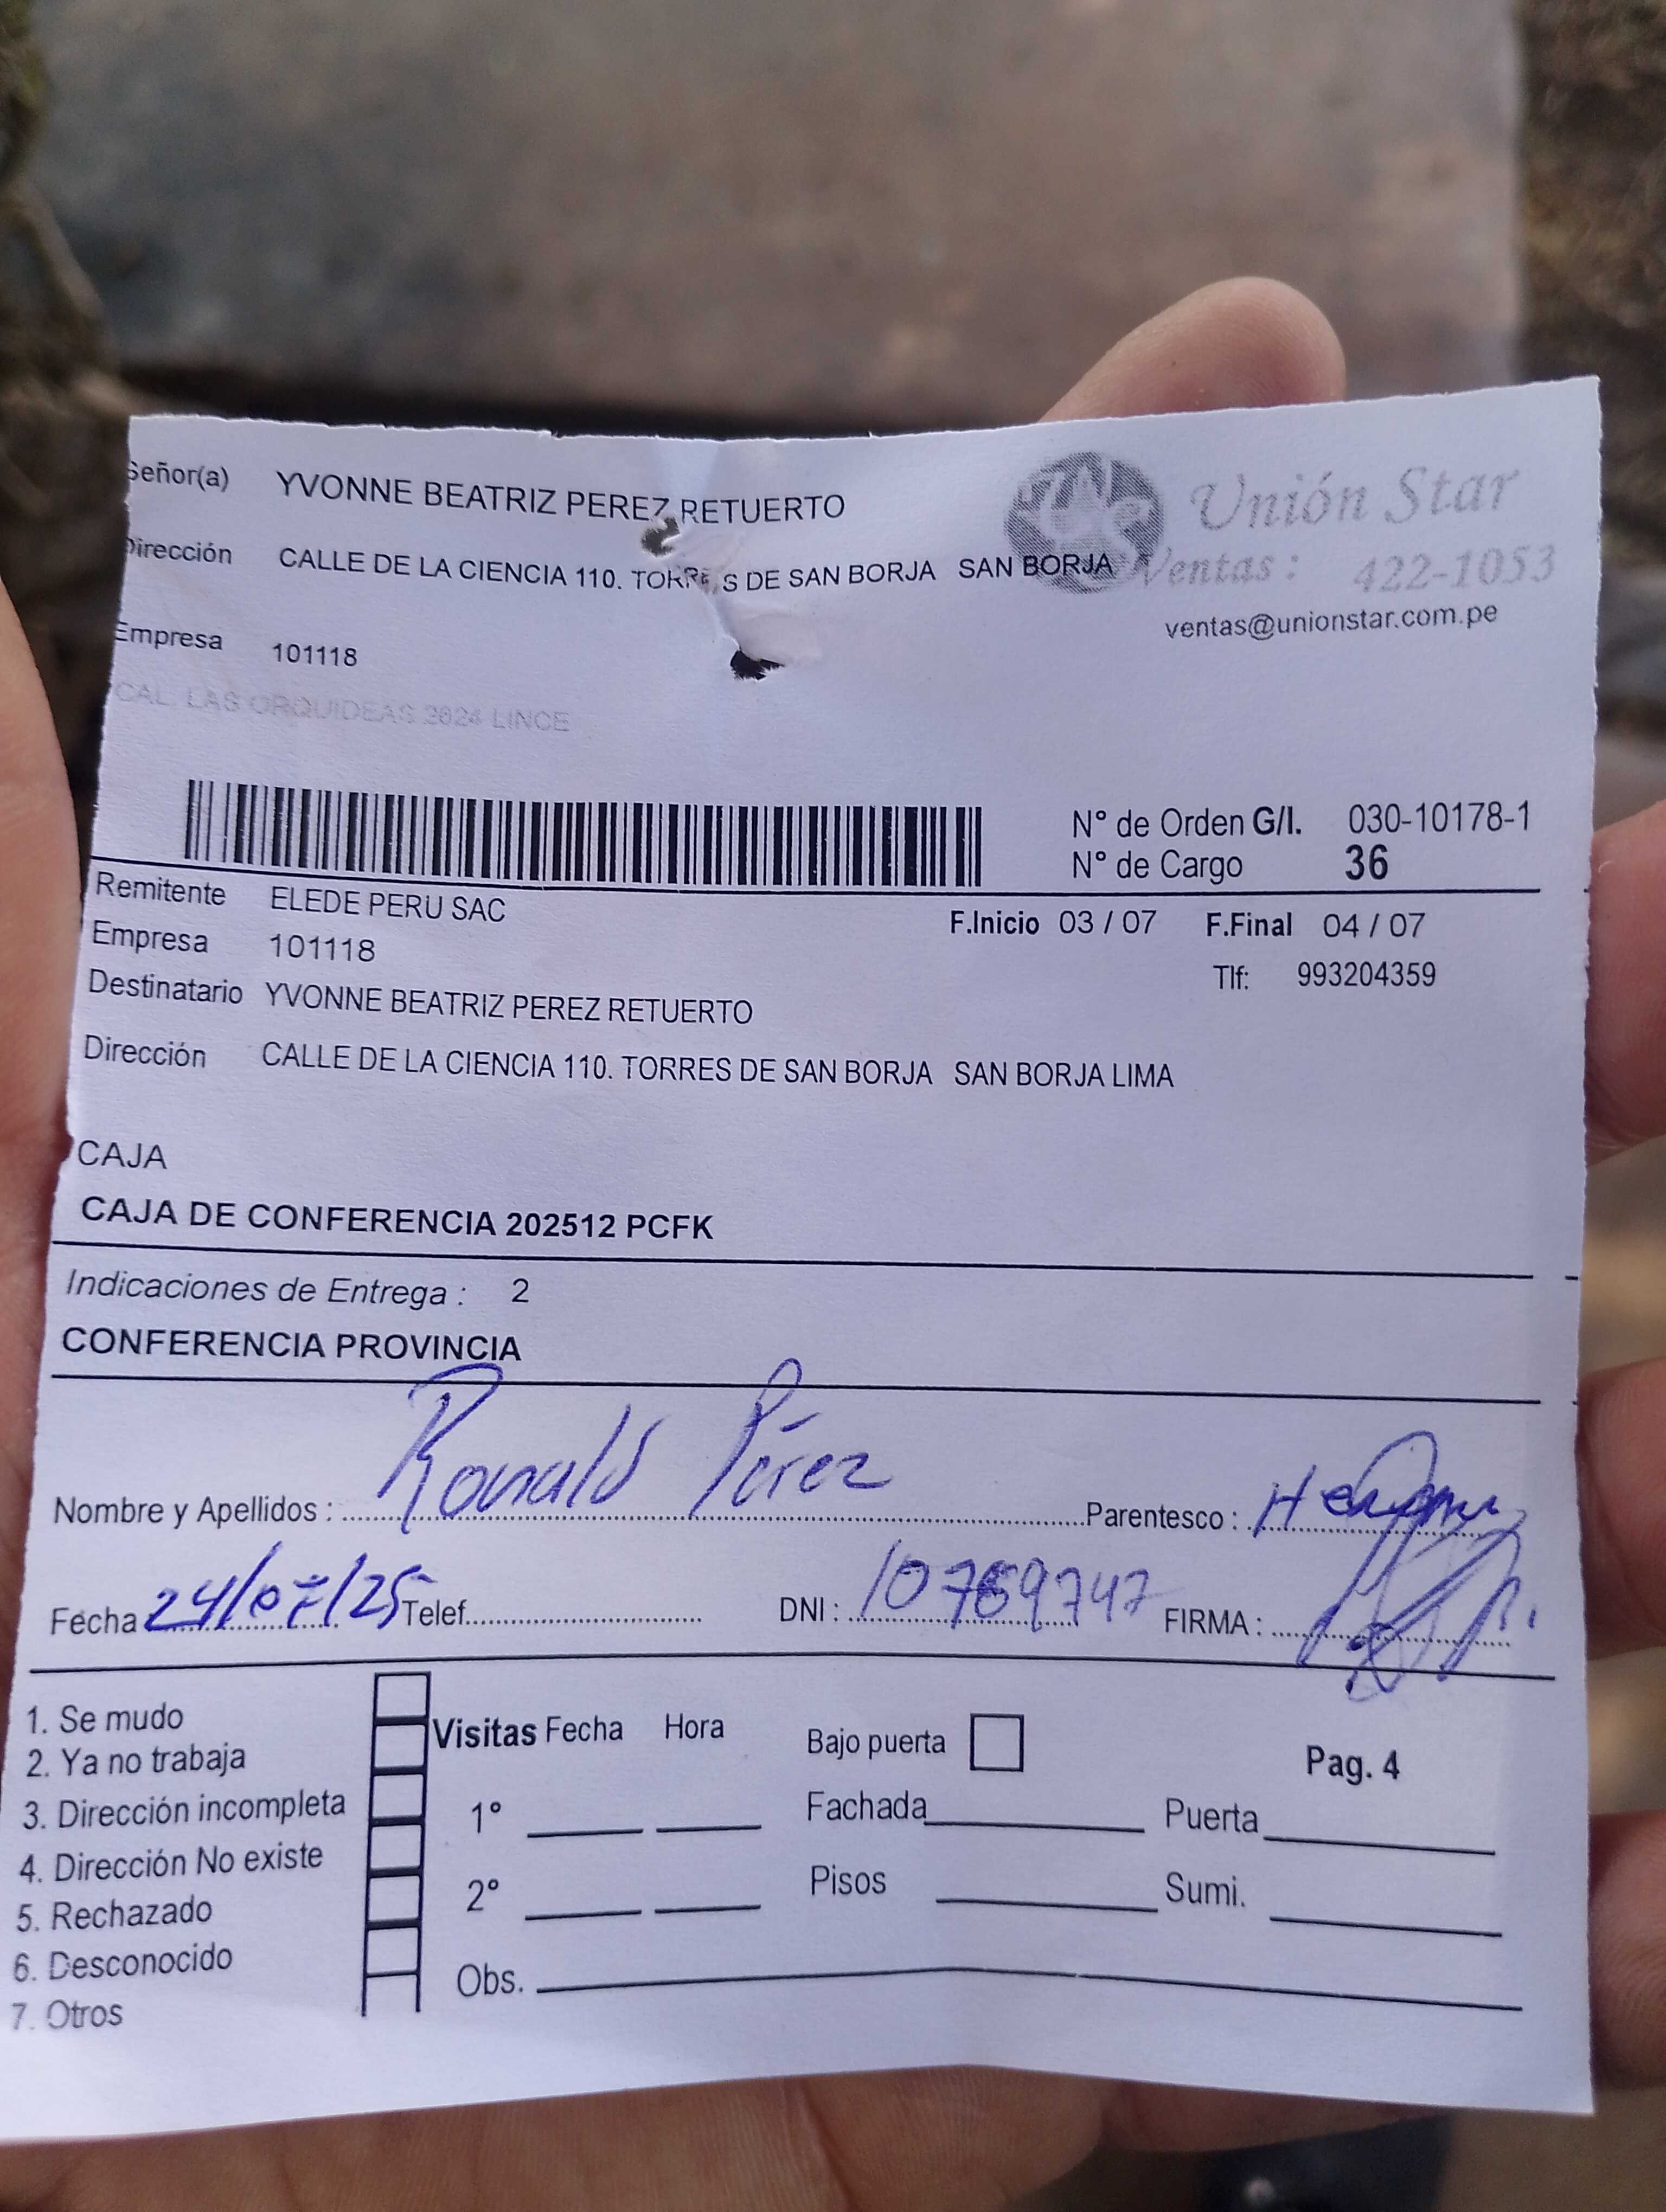 Señor(a) YVONNE BEATRIZ PEREZ RETUERTO
Unión Star
Dirección CALLE DE LA CIENCIA 110. TORRES DE SAN BORJA SAN BORJA
Ventas : 422-1053
ventas@unionstar.com.pe
Empresa 101118
CAL. LAS ORQUIDEAS 2624 LINCE
N° de Orden G/I. 030-10178-1
N° de Cargo 36
Remitente ELEDE PERU SAC
F.Inicio 03 / 07 F.Final 04 / 07
Empresa 101118
Tlf: 993204359
Destinatario YVONNE BEATRIZ PEREZ RETUERTO
Dirección CALLE DE LA CIENCIA 110. TORRES DE SAN BORJA SAN BORJA LIMA
CAJA
CAJA DE CONFERENCIA 202512 PCFK
Indicaciones de Entrega : 2
CONFERENCIA PROVINCIA
Nombre y Apellidos : Ronald Pérez Parentesco : Hermano
Fecha 24/07/25 Telef. DNI : 10769747 FIRMA :
1. Se mudo
2. Ya no trabaja
3. Dirección incompleta
4. Dirección No existe
5. Rechazado
6. Desconocido
7. Otros
Visitas Fecha Hora
1°
2°
Obs.
Bajo puerta
Pag. 4
Fachada Puerta
Pisos Sumi.